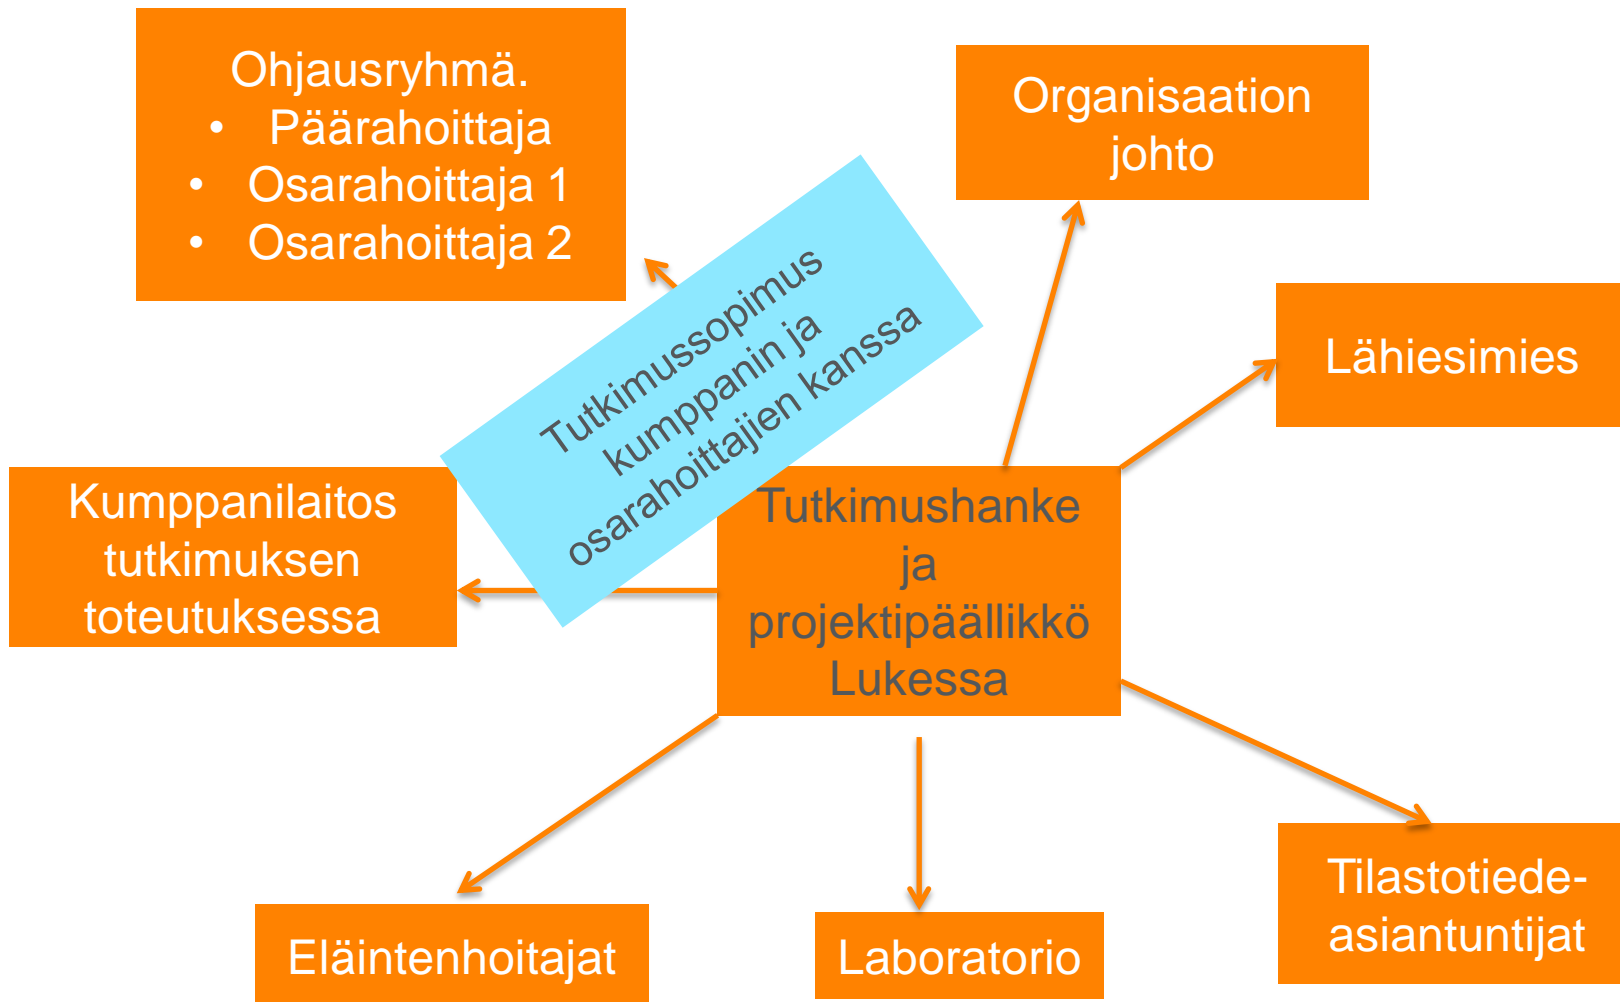 Ohjausryhmä.
• Päärahoittaja
• Osarahoittaja 1
• Osarahoittaja 2
Organisaation
johto
Tutkimussopimus
kumppanin ja
osarahoittajien kanssa
Lähiesimies
Kumppanilaitos
tutkimuksen
toteutuksessa
Tutkimushanke
ja
projektipäällikkö
Lukessa
Tilastotiede-
asiantuntijat
Eläintenhoitajat
Laboratorio